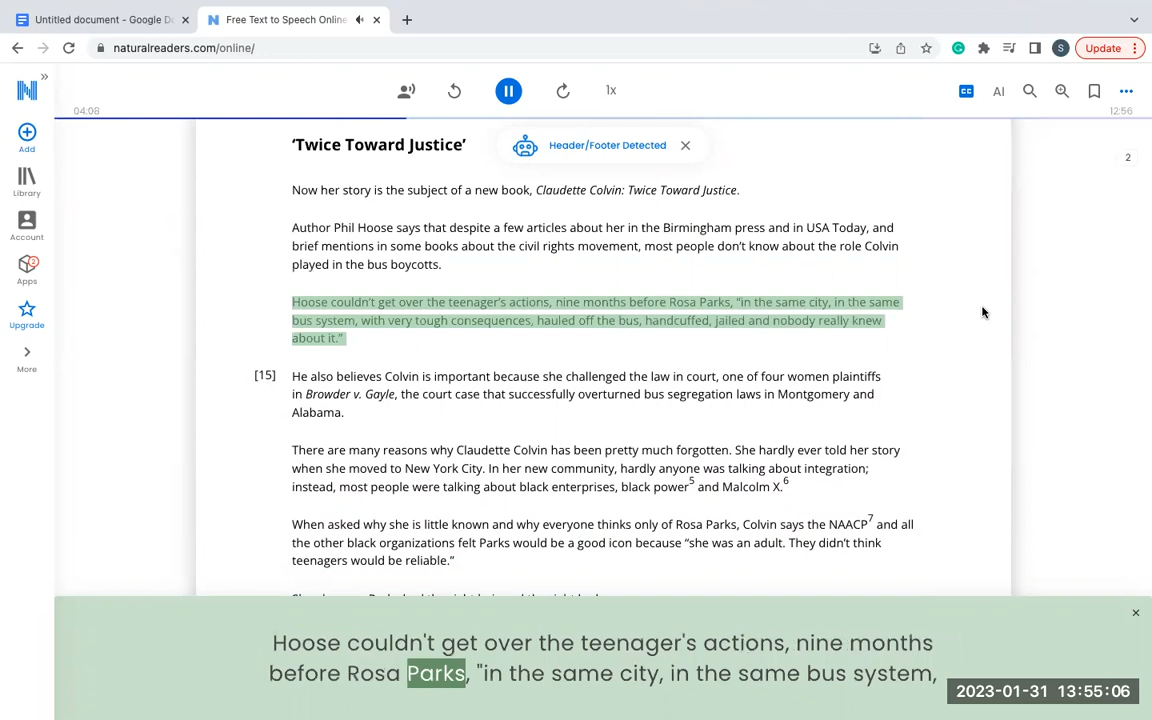 Untitled document - Google D
Free Text to Speech Online
naturalreaders.com/online/
S
Update
1x
CC
AI
04:08
12:56
N
Add
Library
Account
2
Apps
Upgrade
More
‘Twice Toward Justice’
Header/Footer Detected
2
Now her story is the subject of a new book, Claudette Colvin: Twice Toward Justice.
Author Phil Hoose says that despite a few articles about her in the Birmingham press and in USA Today, and
brief mentions in some books about the civil rights movement, most people don’t know about the role Colvin
played in the bus boycotts.
Hoose couldn’t get over the teenager’s actions, nine months before Rosa Parks, “in the same city, in the same
bus system, with very tough consequences, hauled off the bus, handcuffed, jailed and nobody really knew
about it.”
[15] He also believes Colvin is important because she challenged the law in court, one of four women plaintiffs
in Browder v. Gayle, the court case that successfully overturned bus segregation laws in Montgomery and
Alabama.
There are many reasons why Claudette Colvin has been pretty much forgotten. She hardly ever told her story
when she moved to New York City. In her new community, hardly anyone was talking about integration;
instead, most people were talking about black enterprises, black power5 and Malcolm X.6
When asked why she is little known and why everyone thinks only of Rosa Parks, Colvin says the NAACP7 and all
the other black organizations felt Parks would be a good icon because “she was an adult. They didn’t think
teenagers would be reliable.”
Hoose couldn't get over the teenager's actions, nine months
before Rosa Parks, "in the same city, in the same bus system,
2023-01-31 13:55:06